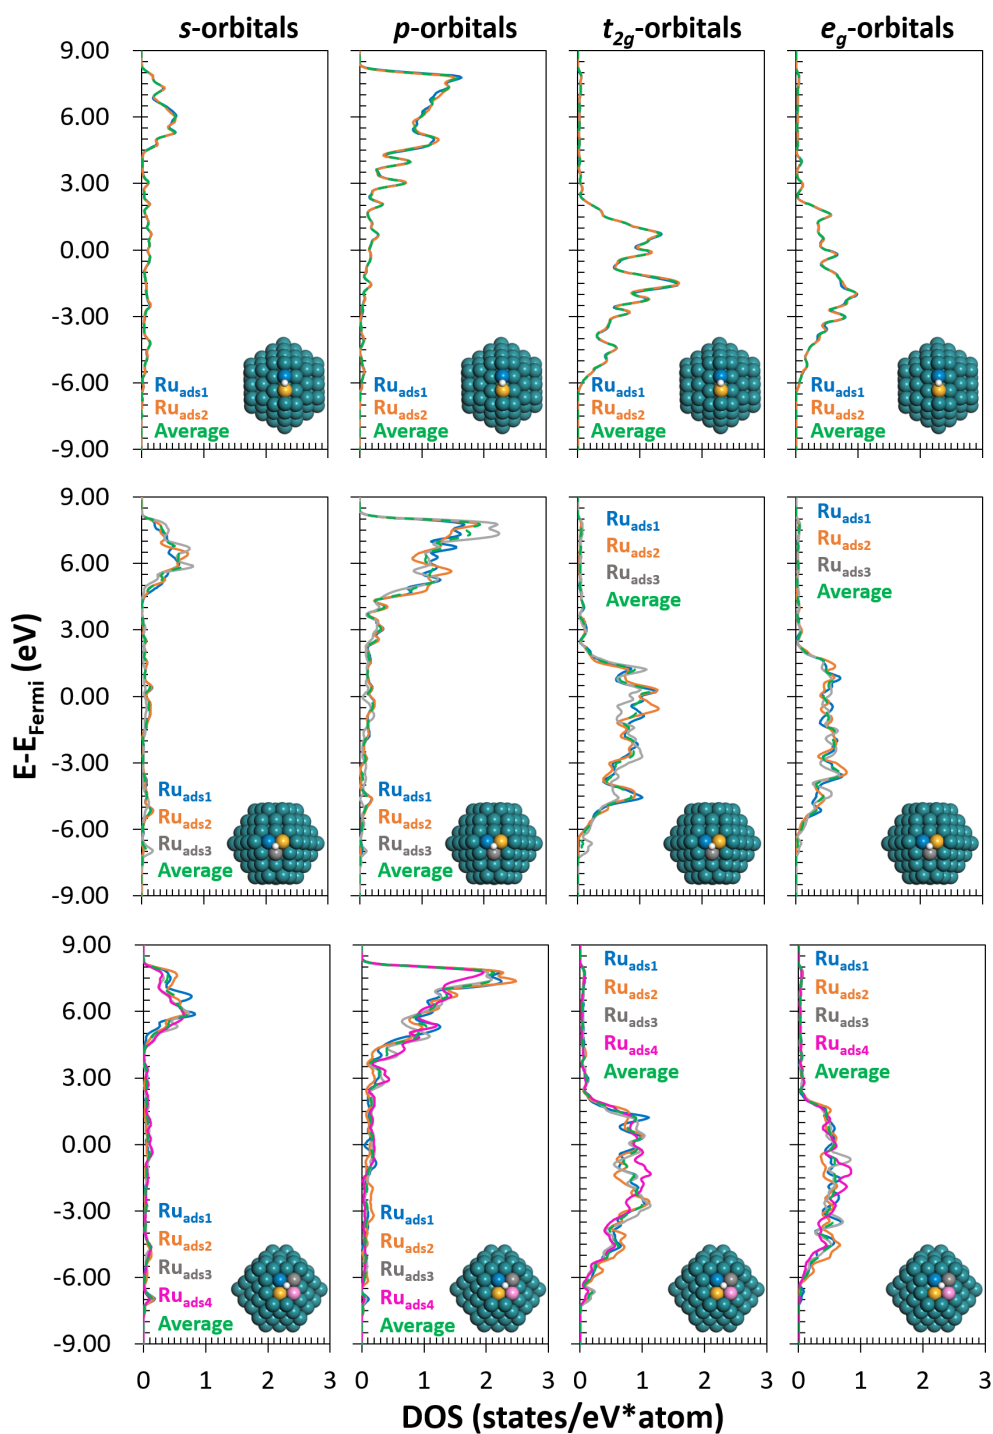 s-orbitals p-orbitals t2g-orbitals eg-orbitals
E-EFermi (eV)
9.00
6.00
3.00
0.00
-3.00
-6.00
-9.00
Ruads1 Ruads1 Ruads1 Ruads1
Ruads2 Ruads2 Ruads2 Ruads2
Average Average Average Average
9.00
6.00
3.00
0.00
-3.00
-6.00
-9.00
Ruads1
Ruads2
Ruads3
Average
Ruads1
Ruads2
Ruads3
Average
Ruads1
Ruads2
Ruads3
Average
Ruads1
Ruads2
Ruads3
Average
9.00
6.00
3.00
0.00
-3.00
-6.00
-9.00
Ruads1
Ruads2
Ruads3
Ruads4
Average
Ruads1
Ruads2
Ruads3
Ruads4
Average
Ruads1
Ruads2
Ruads3
Ruads4
Average
Ruads1
Ruads2
Ruads3
Ruads4
Average
0 1 2 3 0 1 2 3 0 1 2 3 0 1 2 3
DOS (states/eV*atom)